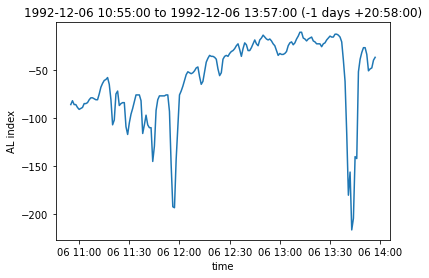 1992-12-06 10:55:00 to 1992-12-06 13:57:00 (-1 days +20:58:00)
AL index
−50
−100
−150
−200
06 11:00 06 11:30 06 12:00 06 12:30 06 13:00 06 13:30 06 14:00
time